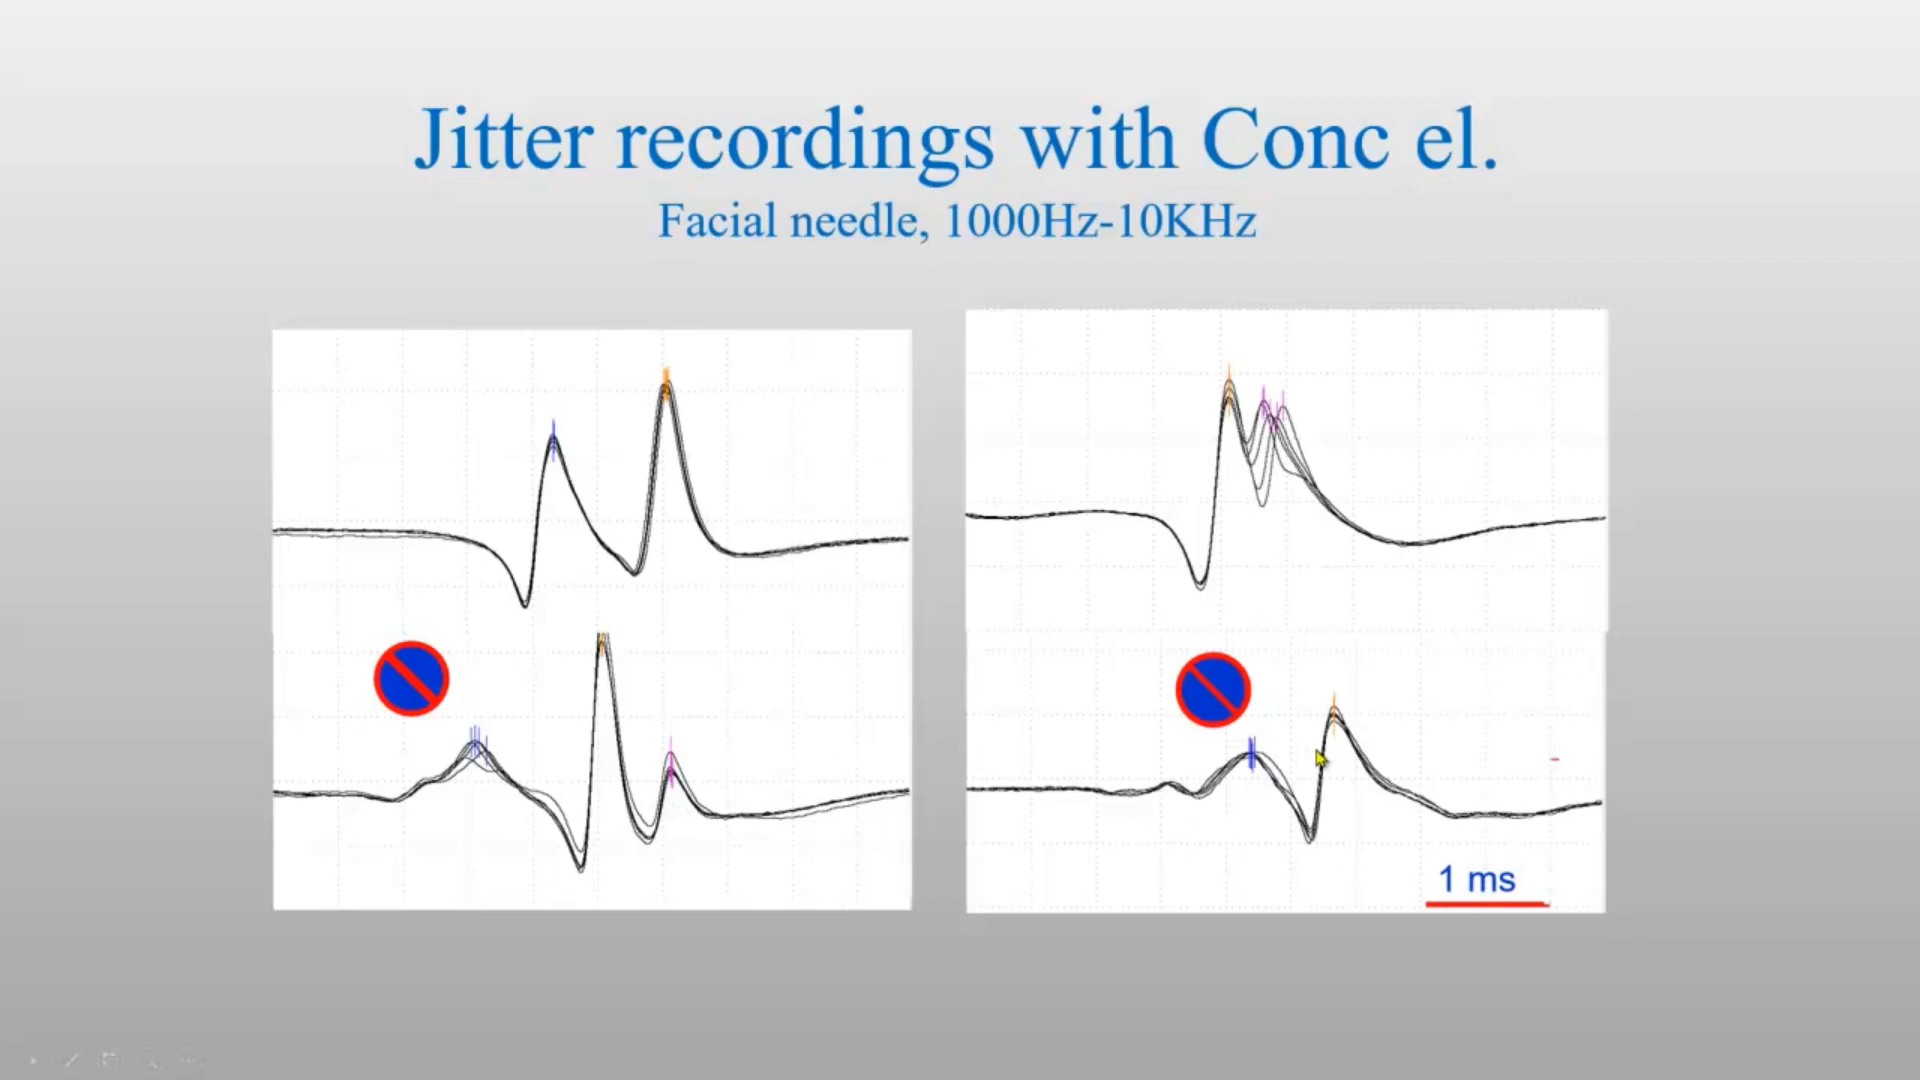 Jitter recordings with Conc el.
Facial needle, 1000Hz-10KHz
1 ms